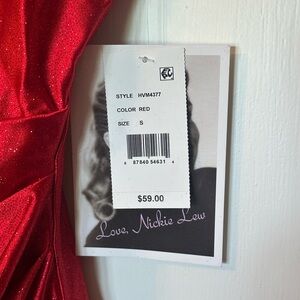 STYLE HVM4377
COLOR RED
SIZE S
87840 54631
$59.00
Love, Nickie Lew